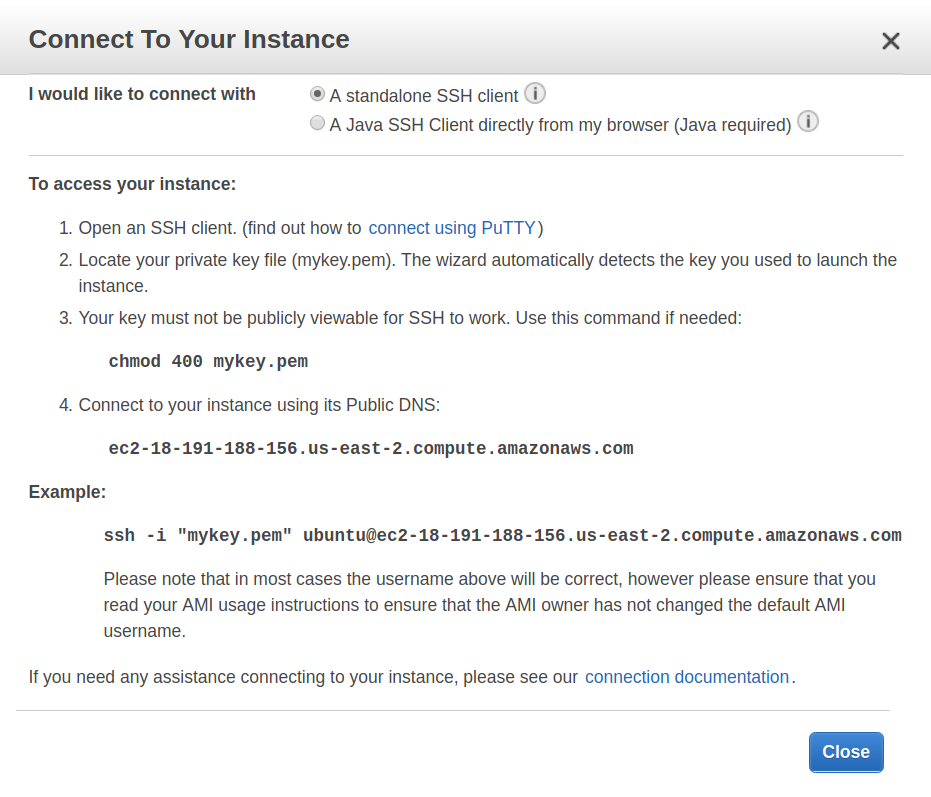 Connect To Your Instance
I would like to connect with
A standalone SSH client
A Java SSH Client directly from my browser (Java required)
To access your instance:
1. Open an SSH client. (find out how to connect using PuTTY)
2. Locate your private key file (mykey.pem). The wizard automatically detects the key you used to launch the
instance.
3. Your key must not be publicly viewable for SSH to work. Use this command if needed:
chmod 400 mykey.pem
4. Connect to your instance using its Public DNS:
ec2-18-191-188-156.us-east-2.compute.amazonaws.com
Example:
ssh -i "mykey.pem" ubuntu@ec2-18-191-188-156.us-east-2.compute.amazonaws.com
Please note that in most cases the username above will be correct, however please ensure that you
read your AMI usage instructions to ensure that the AMI owner has not changed the default AMI
username.
If you need any assistance connecting to your instance, please see our connection documentation.
Close